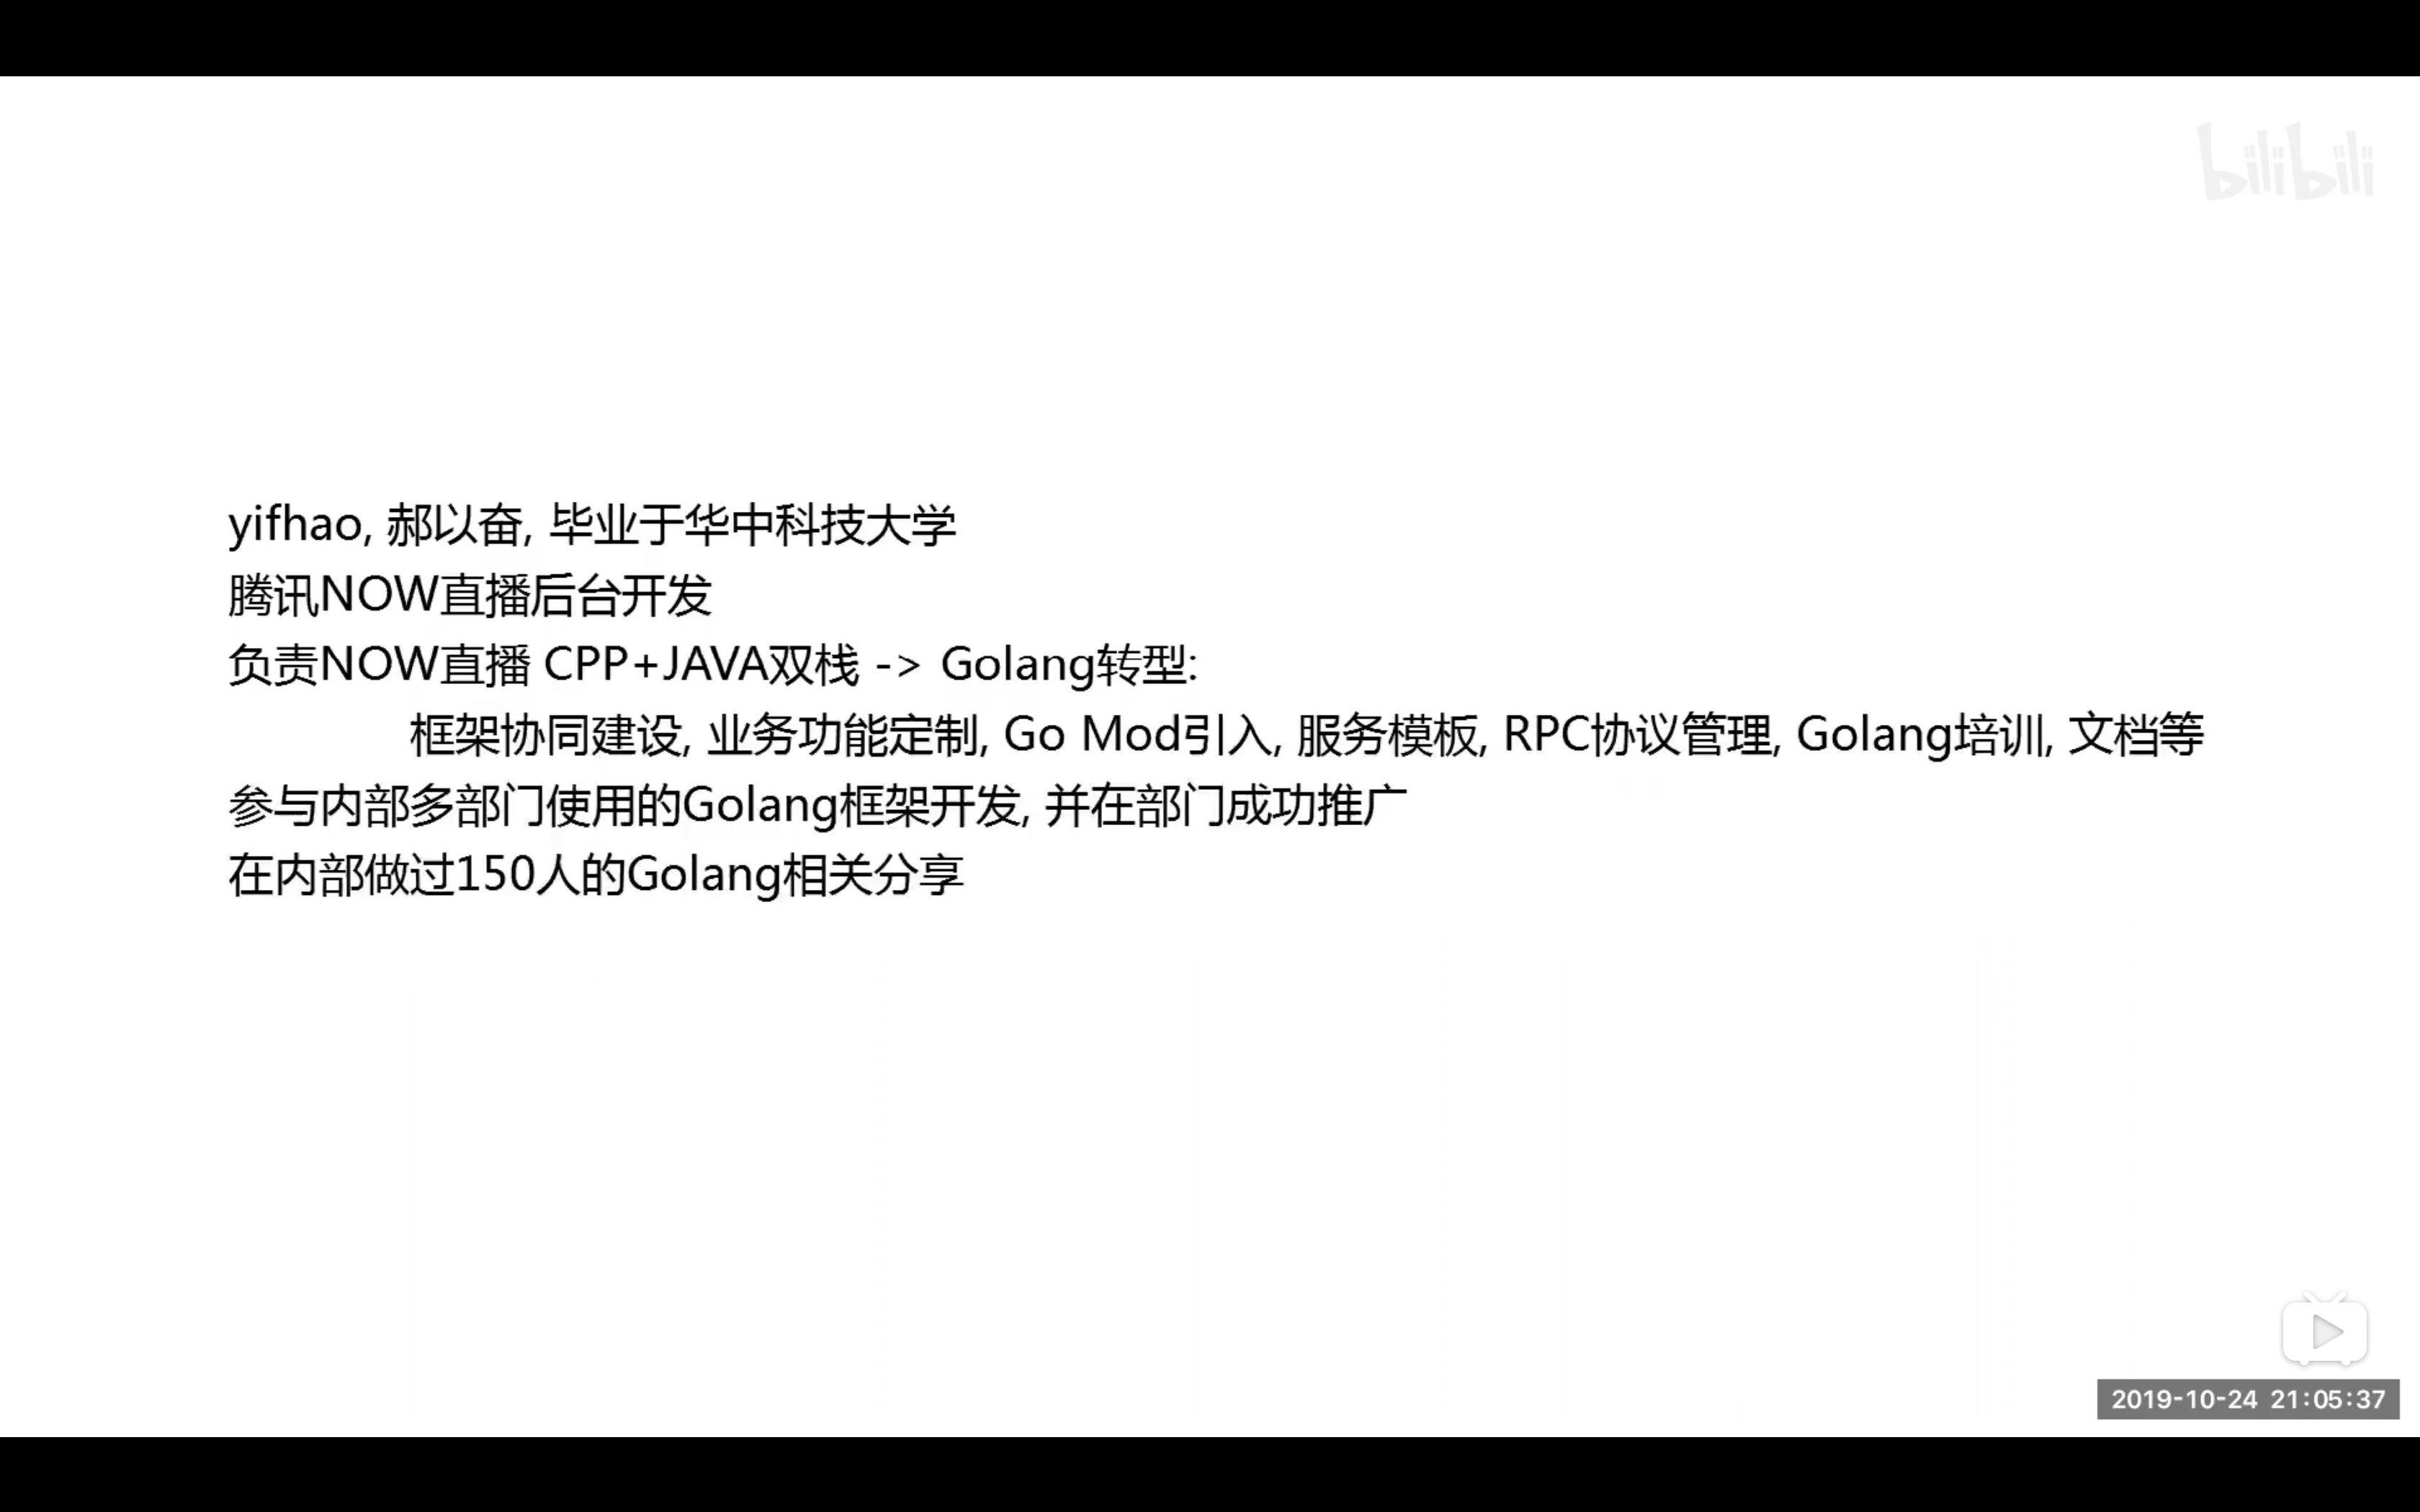 bilibili
yifhao, 郝以奋, 毕业于华中科技大学
腾讯NOW直播后台开发
负责NOW直播 CPP+JAVA双栈 -> Golang转型:
框架协同建设, 业务功能定制, Go Mod引入, 服务模板, RPC协议管理, Golang培训, 文档等
参与内部多部门使用的Golang框架开发, 并在部门成功推广
在内部做过150人的Golang相关分享
2019-10-24 21:05:37